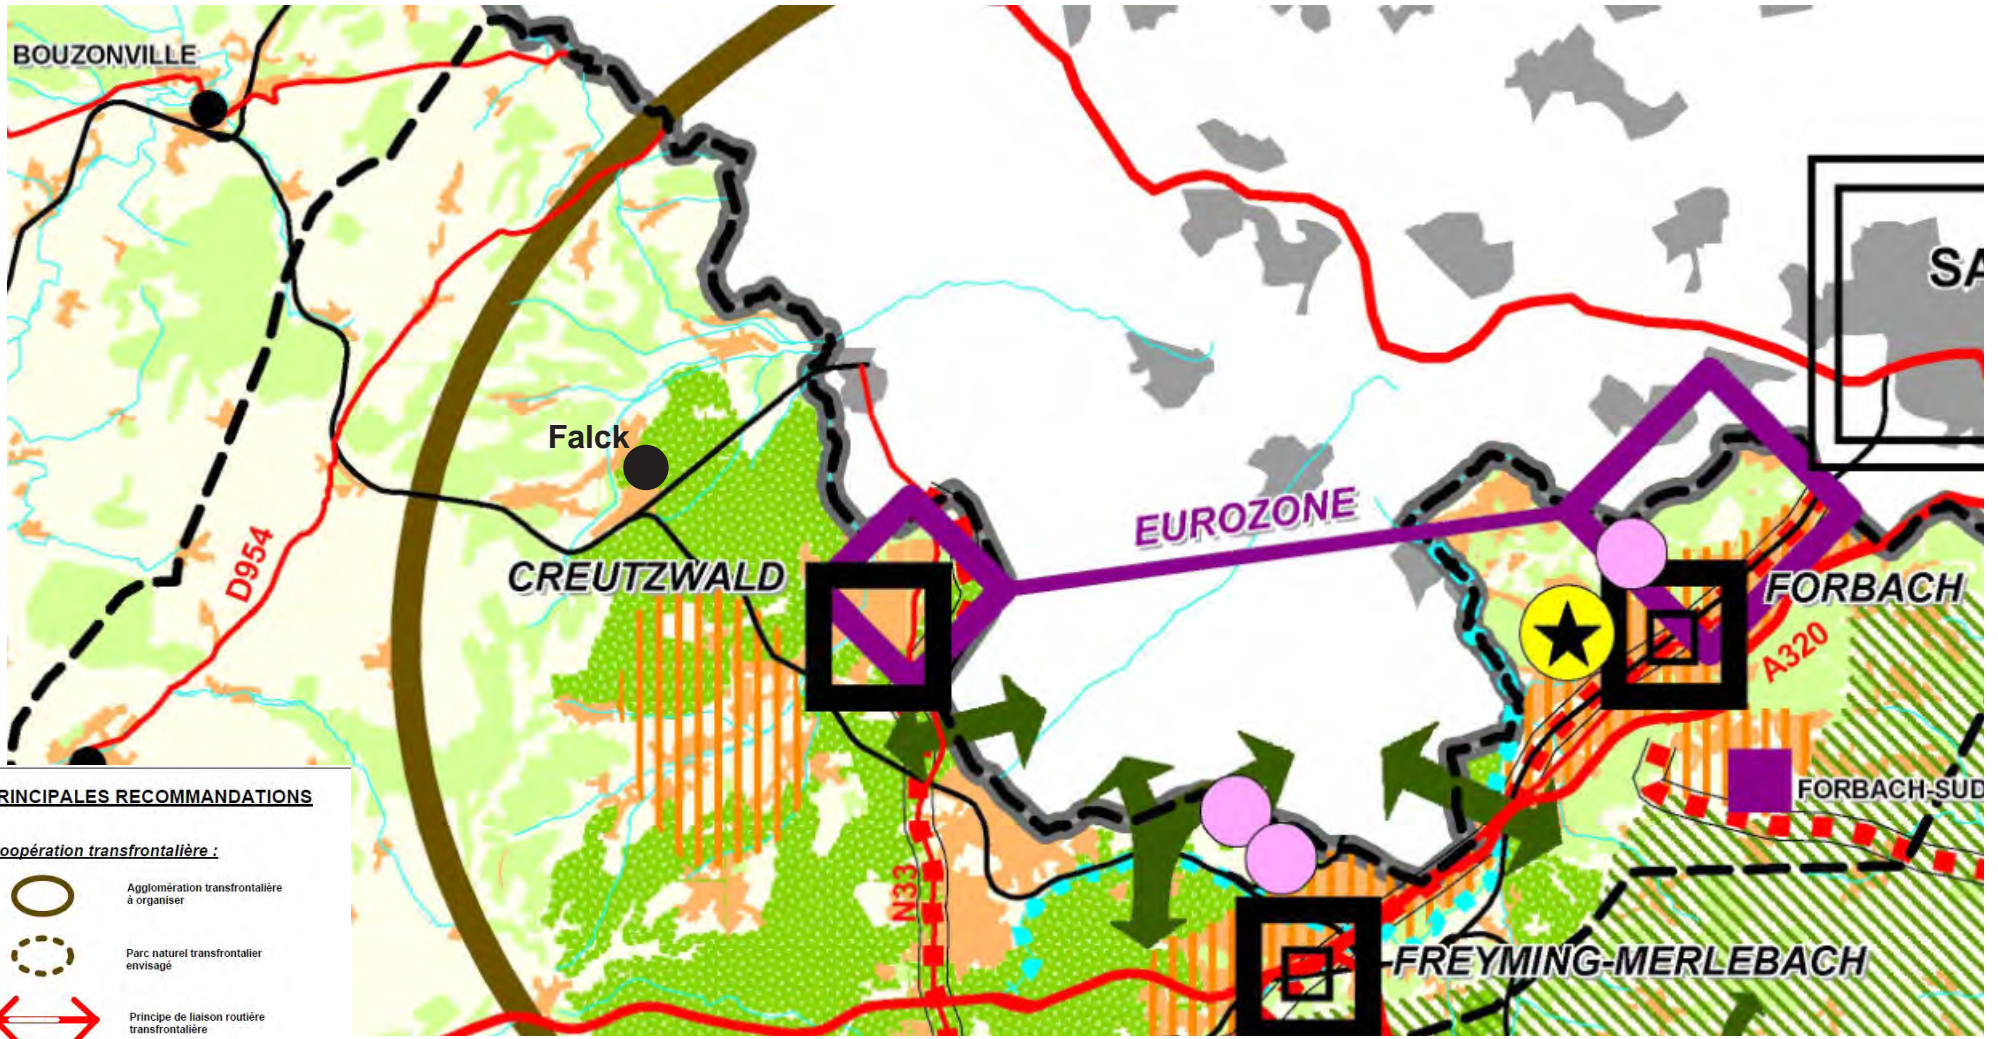 BOUZONVILLE
SA
Falck
EUROZONE
CREUTZWALD
FORBACH
D954
A320
FORBACH-SUD
N33
FREYMING-MERLEBACH
RINCIPALES RECOMMANDATIONS
oopération transfrontalière :
Agglomération transfrontalière
à organiser
Parc naturel transfrontalier
envisagé
Principe de liaison routière
transfrontalière